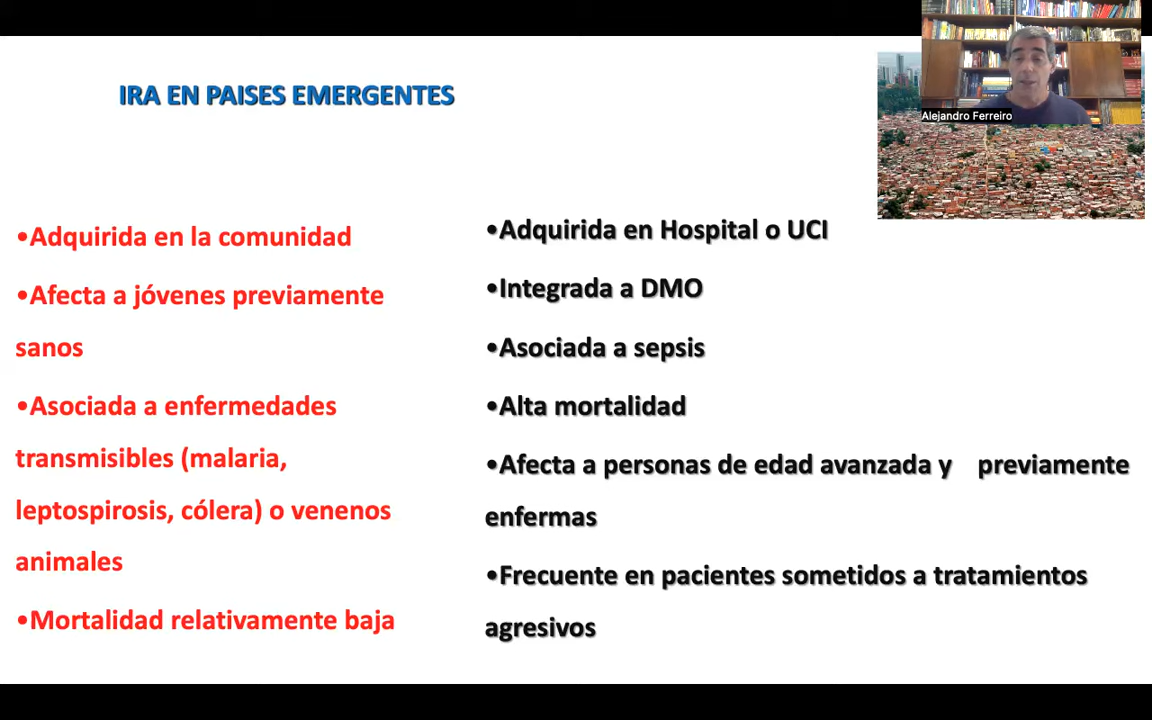 IRA EN PAISES EMERGENTES
Alejandro Ferreiro
•Adquirida en la comunidad
•Afecta a jóvenes previamente
sanos
•Asociada a enfermedades
transmisibles (malaria,
leptospirosis, cólera) o venenos
animales
•Mortalidad relativamente baja
•Adquirida en Hospital o UCI
•Integrada a DMO
•Asociada a sepsis
•Alta mortalidad
•Afecta a personas de edad avanzada y previamente
enfermas
•Frecuente en pacientes sometidos a tratamientos
agresivos